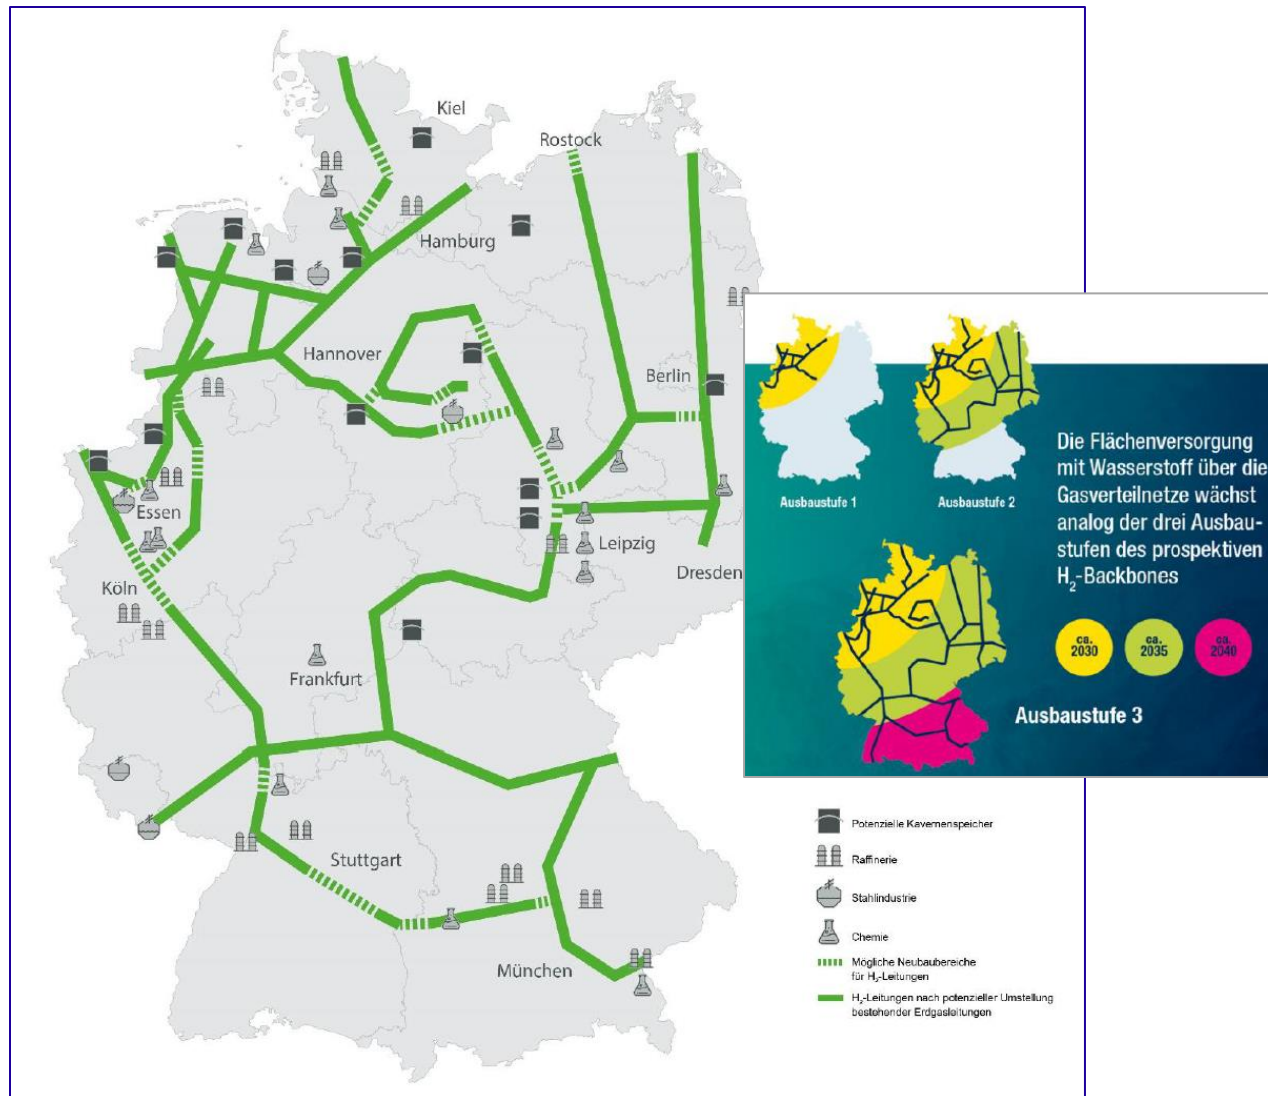 Kiel
Rostock
Hamburg
Hannover
Berlin
Essen
Leipzig
Dresden
Köln
Frankfurt
Stuttgart
München
Ausbaustufe 1
Ausbaustufe 2
Die Flächenversorgung
mit Wasserstoff über die
Gasverteilnetze wächst
analog der drei Ausbau-
stufen des prospektiven
H₂-Backbones
ca.
2030
ca.
2035
ca.
2040
Ausbaustufe 3
Potenzielle Kavernenspeicher
Raffinerie
Stahlindustrie
Chemie
Mögliche Neubaubereiche
für H₂-Leitungen
H₂-Leitungen nach potenzieller Umstellung
bestehender Erdgasleitungen